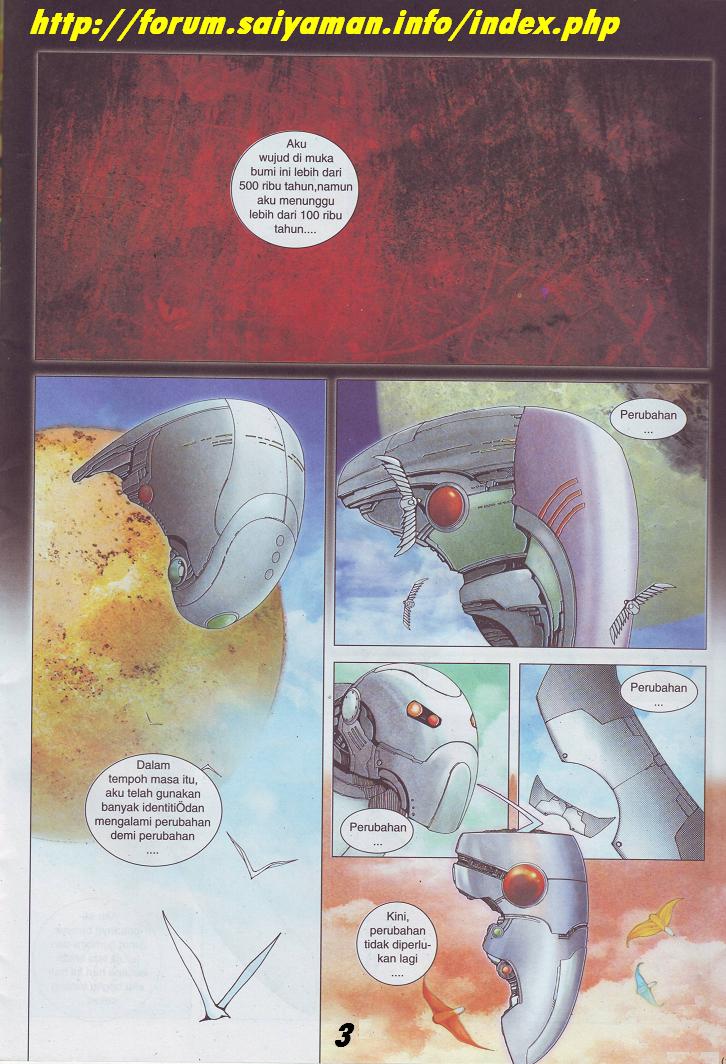 http://forum.saiyaman.info/index.php
Aku
wujud di muka
bumi ini lebih dari
500 ribu tahun,namun
aku menunggu
lebih dari 100 ribu
tahun....
Dalam
tempoh masa itu,
aku telah gunakan
banyak identitiÖdan
mengalami perubahan
demi perubahan
....
Perubahan
...
Perubahan
...
Perubahan
...
Kini,
perubahan
tidak diperlu-
kan lagi
....
3